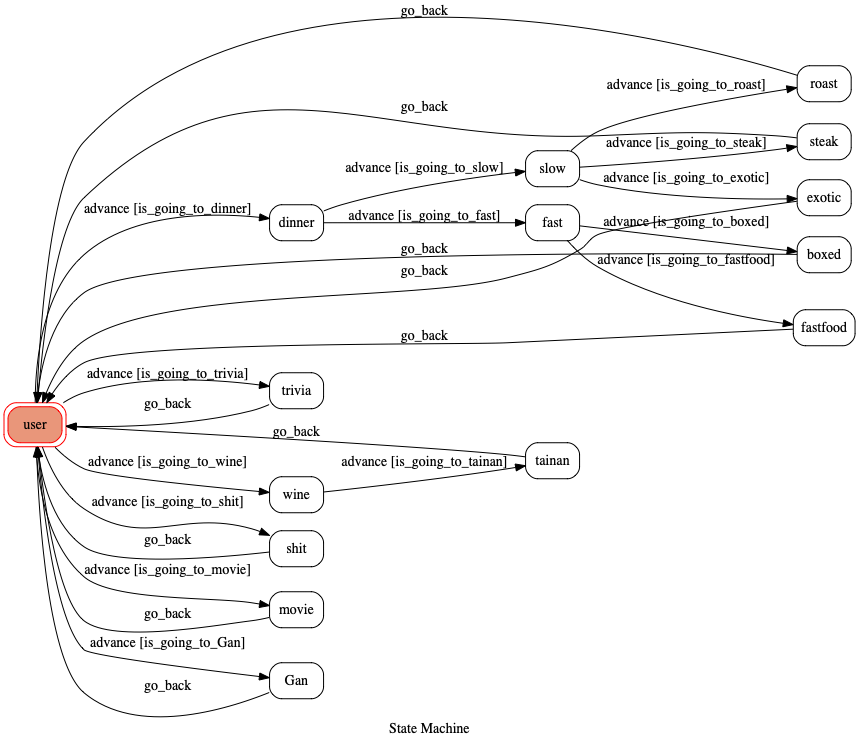 go_back
roast
advance [is_going_to_roast]
go_back
steak
advance [is_going_to_steak]
advance [is_going_to_slow]
slow
advance [is_going_to_exotic]
exotic
advance [is_going_to_dinner]
dinner
advance [is_going_to_fast]
fast
advance [is_going_to_boxed]
go_back
boxed
advance [is_going_to_fastfood]
go_back
fastfood
go_back
advance [is_going_to_trivia]
trivia
go_back
user
go_back
advance [is_going_to_wine]
advance [is_going_to_tainan]
tainan
wine
advance [is_going_to_shit]
go_back
shit
advance [is_going_to_movie]
go_back
movie
advance [is_going_to_Gan]
go_back
Gan
State Machine